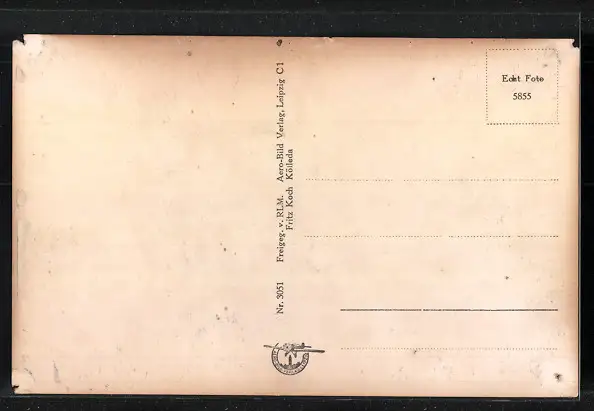 Echt Foto
5855
Nr. 3051 Freigeg. v. RLM. Aero-Bild Verlag, Leipzig C1
Fritz Koch Kölleda